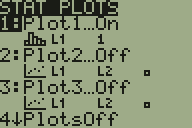 STAT PLOTS
1:Plot1…On
L1 1
2:Plot2…Off
L1 L2
3:Plot3…Off
L1 L2
4↓PlotsOff